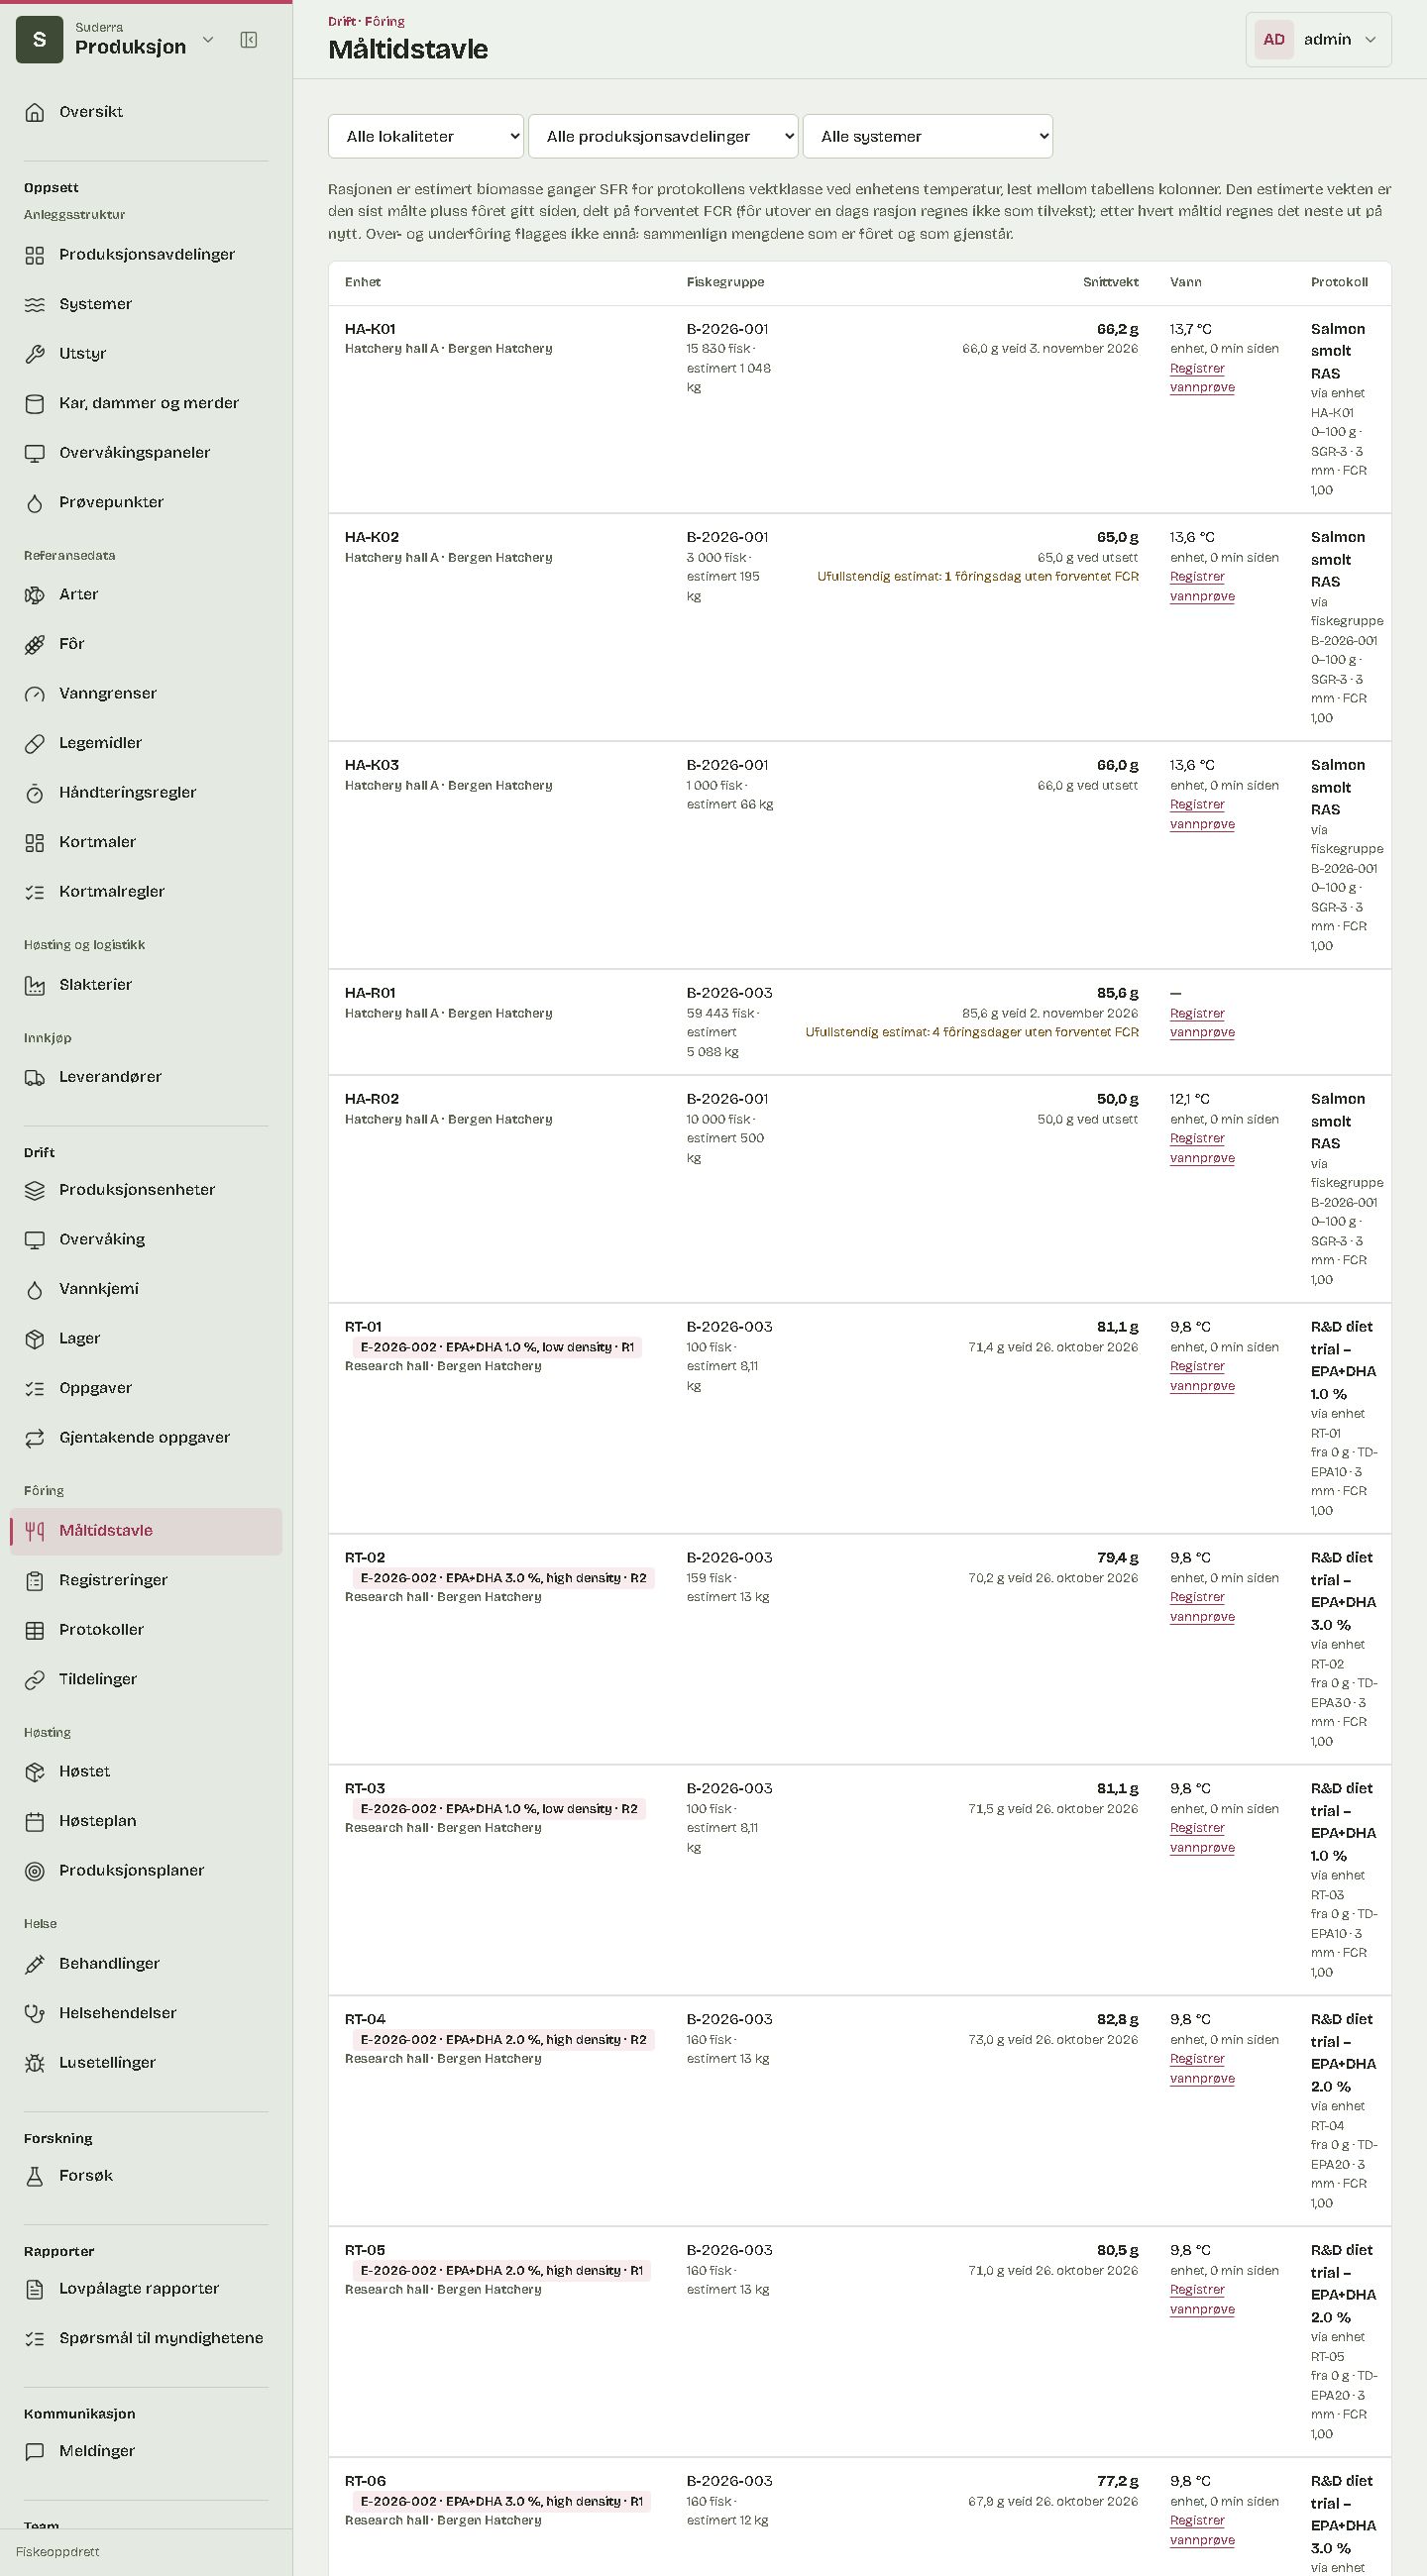 Suderra
S
Produksjon
Oversikt
Oppsett
Anleggsstruktur
Produksjonsavdelinger
Systemer
Utstyr
Kar, dammer og merder
Overvåkingspaneler
Prøvepunkter
Referansedata
Arter
Fôr
Vanngrenser
Legemidler
Håndteringsregler
Kortmaler
Kortmalregler
Høsting og logistikk
Slakterier
Innkjøp
Leverandører
Drift
Produksjonsenheter
Overvåking
Vannkjemi
Lager
Oppgaver
Gjentakende oppgaver
Fôring
Måltidstavle
Registreringer
Protokoller
Tildelinger
Høsting
Høstet
Høsteplan
Produksjonsplaner
Helse
Behandlinger
Helsehendelser
Lusetellinger
Forskning
Forsøk
Rapporter
Lovpålagte rapporter
Spørsmål til myndighetene
Kommunikasjon
Meldinger
Team
Fiskeoppdrett
Drift · Fôring
Måltidstavle
AD admin
Alle lokaliteter Alle produksjonsavdelinger Alle systemer
Rasjonen er estimert biomasse ganger SFR for protokollens vektklasse ved enhetens temperatur, lest mellom tabellens kolonner. Den estimerte vekten er
den sist målte pluss fôret gitt siden, delt på forventet FCR (fôr utover en dags rasjon regnes ikke som tilvekst); etter hvert måltid regnes det neste ut på
nytt. Over- og underfôring flagges ikke ennå: sammenlign mengdene som er fôret og som gjenstår.
Enhet Fiskegruppe Snittvekt Vann Protokoll
HA-K01
Hatchery hall A · Bergen Hatchery
B-2026-001
15 830 fisk ·
estimert 1 048
kg
66,2 g
66,0 g veid 3. november 2026
13,7 °C
enhet, 0 min siden
Registrer
vannprøve
Salmon
smolt
RAS
via enhet
HA-K01
0–100 g ·
SGR-3 · 3
mm · FCR
1,00
HA-K02
Hatchery hall A · Bergen Hatchery
B-2026-001
3 000 fisk ·
estimert 195
kg
65,0 g
65,0 g ved utsett
Ufullstendig estimat: 1 fôringsdag uten forventet FCR
13,6 °C
enhet, 0 min siden
Registrer
vannprøve
Salmon
smolt
RAS
via
fiskegruppe
B-2026-001
0–100 g ·
SGR-3 · 3
mm · FCR
1,00
HA-K03
Hatchery hall A · Bergen Hatchery
B-2026-001
1 000 fisk ·
estimert 66 kg
66,0 g
66,0 g ved utsett
13,6 °C
enhet, 0 min siden
Registrer
vannprøve
Salmon
smolt
RAS
via
fiskegruppe
B-2026-001
0–100 g ·
SGR-3 · 3
mm · FCR
1,00
HA-R01
Hatchery hall A · Bergen Hatchery
B-2026-003
59 443 fisk ·
estimert
5 088 kg
85,6 g
85,6 g veid 2. november 2026
Ufullstendig estimat: 4 fôringsdager uten forventet FCR
—
Registrer
vannprøve
HA-R02
Hatchery hall A · Bergen Hatchery
B-2026-001
10 000 fisk ·
estimert 500
kg
50,0 g
50,0 g ved utsett
12,1 °C
enhet, 0 min siden
Registrer
vannprøve
Salmon
smolt
RAS
via
fiskegruppe
B-2026-001
0–100 g ·
SGR-3 · 3
mm · FCR
1,00
RT-01
E-2026-002 · EPA+DHA 1.0 %, low density · R1
Research hall · Bergen Hatchery
B-2026-003
100 fisk ·
estimert 8,11
kg
81,1 g
71,4 g veid 26. oktober 2026
9,8 °C
enhet, 0 min siden
Registrer
vannprøve
R&D diet
trial –
EPA+DHA
1.0 %
via enhet
RT-01
fra 0 g · TD-
EPA10 · 3
mm · FCR
1,00
RT-02
E-2026-002 · EPA+DHA 3.0 %, high density · R2
Research hall · Bergen Hatchery
B-2026-003
159 fisk ·
estimert 13 kg
79,4 g
70,2 g veid 26. oktober 2026
9,8 °C
enhet, 0 min siden
Registrer
vannprøve
R&D diet
trial –
EPA+DHA
3.0 %
via enhet
RT-02
fra 0 g · TD-
EPA30 · 3
mm · FCR
1,00
RT-03
E-2026-002 · EPA+DHA 1.0 %, low density · R2
Research hall · Bergen Hatchery
B-2026-003
100 fisk ·
estimert 8,11
kg
81,1 g
71,5 g veid 26. oktober 2026
9,8 °C
enhet, 0 min siden
Registrer
vannprøve
R&D diet
trial –
EPA+DHA
1.0 %
via enhet
RT-03
fra 0 g · TD-
EPA10 · 3
mm · FCR
1,00
RT-04
E-2026-002 · EPA+DHA 2.0 %, high density · R2
Research hall · Bergen Hatchery
B-2026-003
160 fisk ·
estimert 13 kg
82,8 g
73,0 g veid 26. oktober 2026
9,8 °C
enhet, 0 min siden
Registrer
vannprøve
R&D diet
trial –
EPA+DHA
2.0 %
via enhet
RT-04
fra 0 g · TD-
EPA20 · 3
mm · FCR
1,00
RT-05
E-2026-002 · EPA+DHA 2.0 %, high density · R1
Research hall · Bergen Hatchery
B-2026-003
160 fisk ·
estimert 13 kg
80,5 g
71,0 g veid 26. oktober 2026
9,8 °C
enhet, 0 min siden
Registrer
vannprøve
R&D diet
trial –
EPA+DHA
2.0 %
via enhet
RT-05
fra 0 g · TD-
EPA20 · 3
mm · FCR
1,00
RT-06
E-2026-002 · EPA+DHA 3.0 %, high density · R1
Research hall · Bergen Hatchery
B-2026-003
160 fisk ·
estimert 12 kg
77,2 g
67,9 g veid 26. oktober 2026
9,8 °C
enhet, 0 min siden
Registrer
vannprøve
R&D diet
trial –
EPA+DHA
3.0 %
via enhet